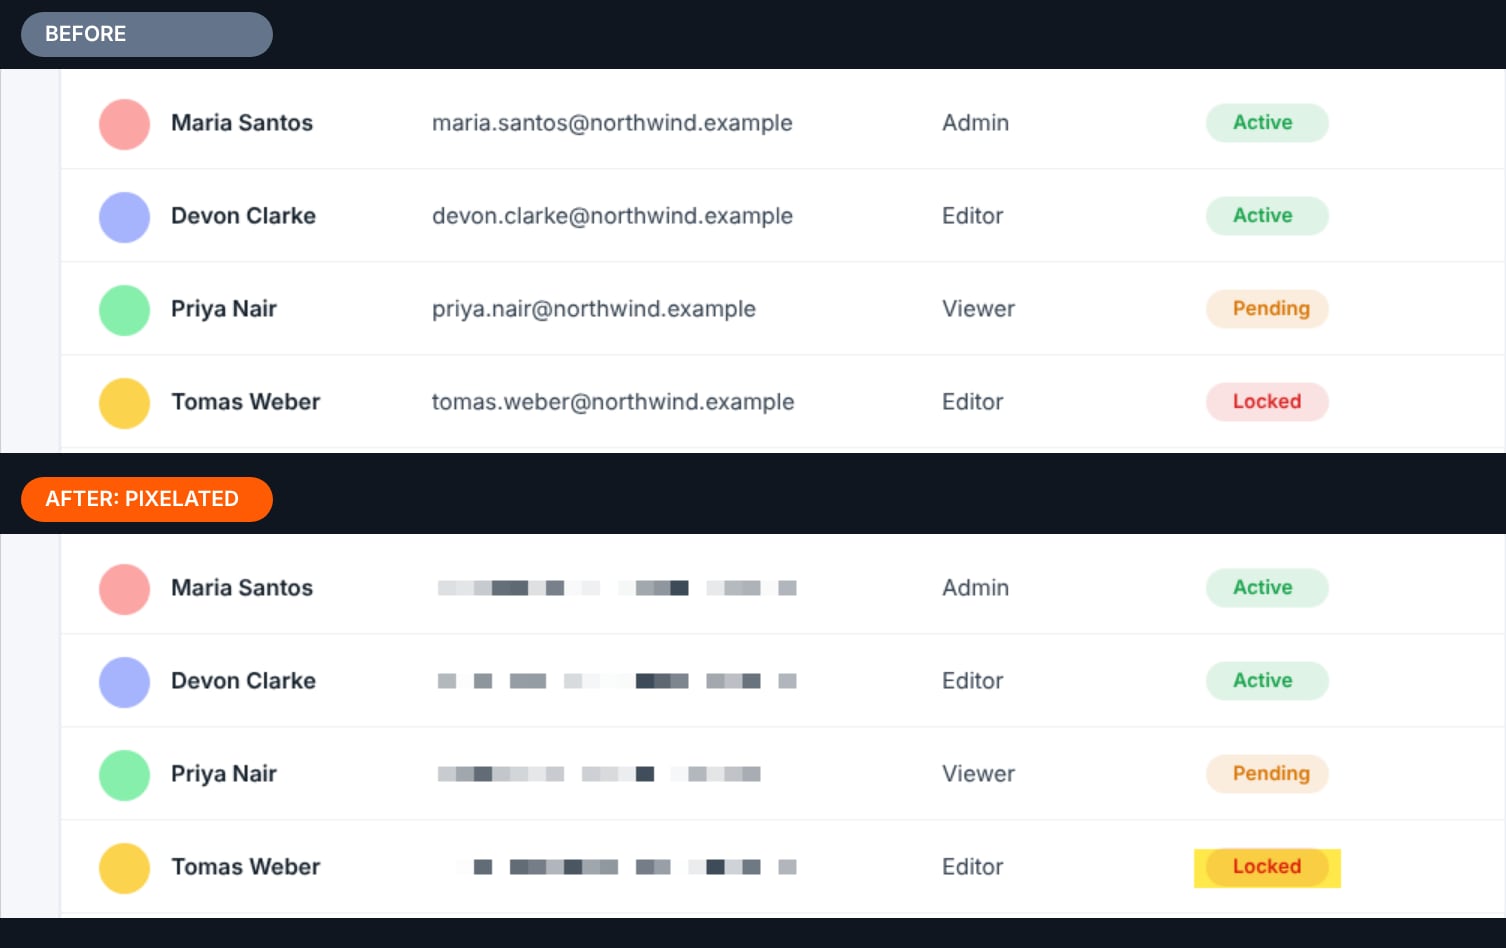 BEFORE
Maria Santos maria.santos@northwind.example Admin Active
Devon Clarke devon.clarke@northwind.example Editor Active
Priya Nair priya.nair@northwind.example Viewer Pending
Tomas Weber tomas.weber@northwind.example Editor Locked
AFTER: PIXELATED
Maria Santos Admin Active
Devon Clarke Editor Active
Priya Nair Viewer Pending
Tomas Weber Editor Locked